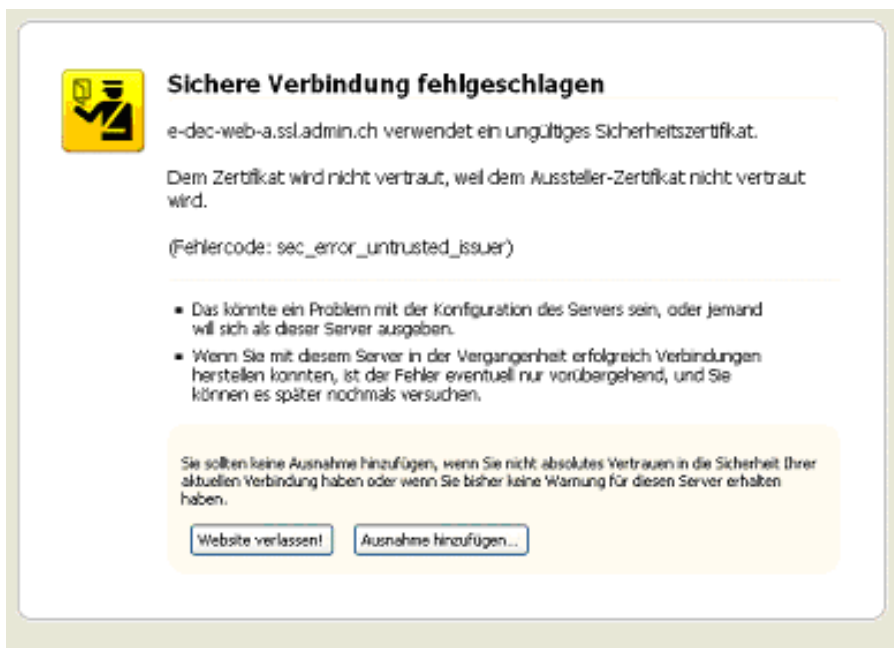 Sichere Verbindung fehlgeschlagen
e-dec-web-a.ssl.admin.ch verwendet ein ungültiges Sicherheitszertifikat.
Dem Zertifikat wird nicht vertraut, weil dem Aussteller-Zertifikat nicht vertraut
wird.
(Fehlercode: sec_error_untrusted_issuer)
▪ Das könnte ein Problem mit der Konfiguration des Servers sein, oder jemand
will sich als dieser Server ausgeben.
▪ Wenn Sie mit diesem Server in der Vergangenheit erfolgreich Verbindungen
herstellen konnten, ist der Fehler eventuell nur vorübergehend, und Sie
können es später nochmals versuchen.
Sie sollten keine Ausnahme hinzufügen, wenn Sie nicht absolutes Vertrauen in die Sicherheit Ihrer
aktuellen Verbindung haben oder wenn Sie bisher keine Warnung für diesen Server erhalten
haben.
Website verlassen! Ausnahme hinzufügen...